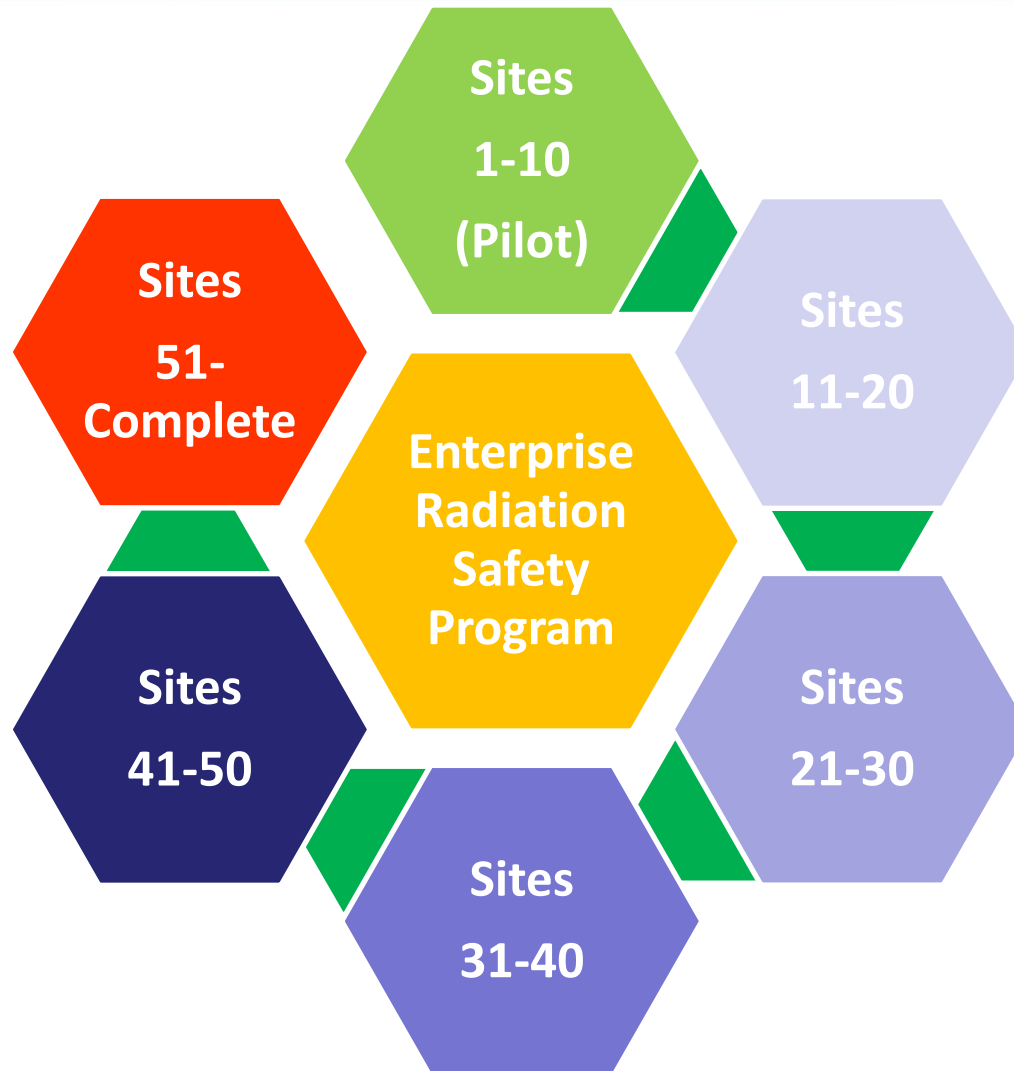 Sites
1-10
(Pilot)
Sites
11-20
Sites
21-30
Sites
31-40
Sites
41-50
Sites
51-
Complete
Enterprise
Radiation
Safety
Program